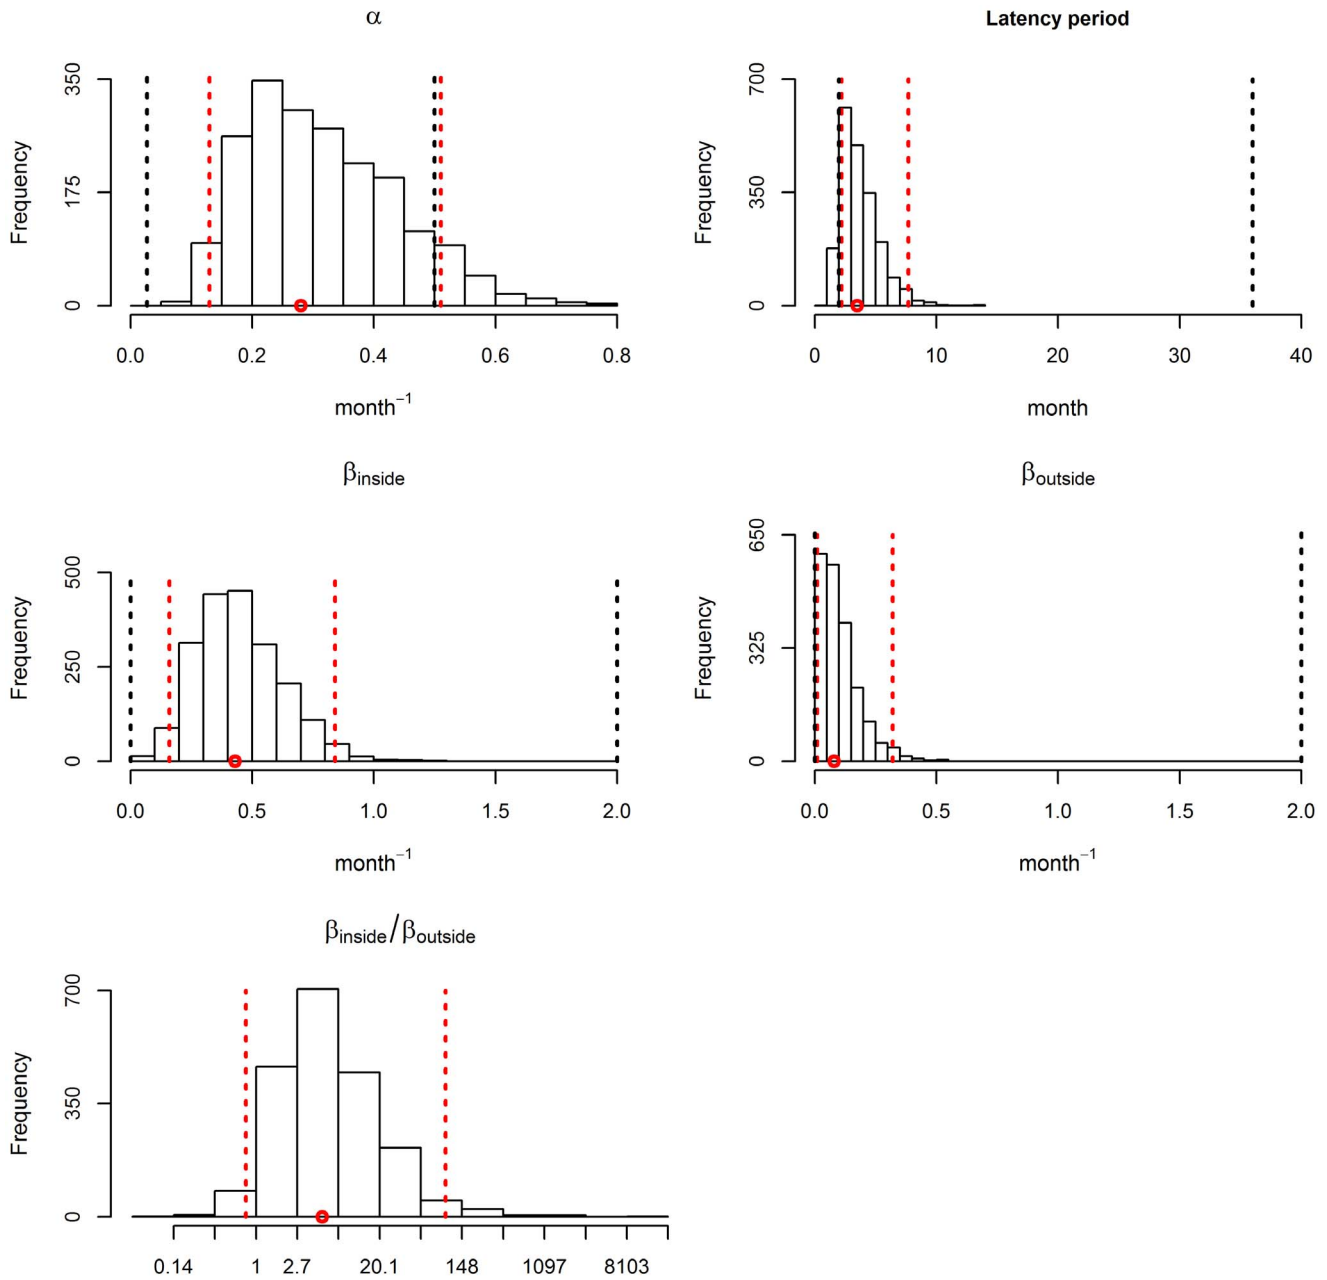 α
350
175
0
Frequency
0.0 0.2 0.4 0.6 0.8
month⁻¹
Latency period
700
350
0
Frequency
0 10 20 30 40
month
βinside
500
250
0
Frequency
0.0 0.5 1.0 1.5 2.0
month⁻¹
βoutside
650
325
0
Frequency
0.0 0.5 1.0 1.5 2.0
month⁻¹
βinside/βoutside
700
350
0
Frequency
0.14 1 2.7 20.1 148 1097 8103